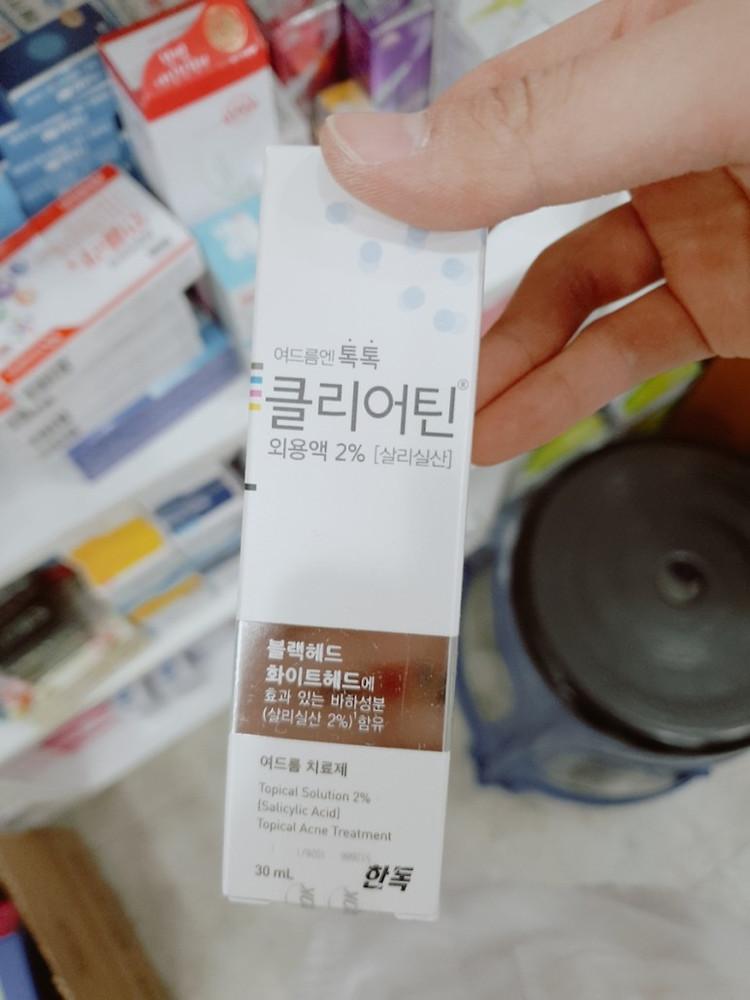 여드름엔 톡톡
클리어틴®
외용액 2% [살리실산]
블랙헤드
화이트헤드에
효과 있는 바하성분
(살리실산 2%) 함유
여드름 치료제
Topical Solution 2%
[Salicylic Acid]
Topical Acne Treatment
30 mL
한독